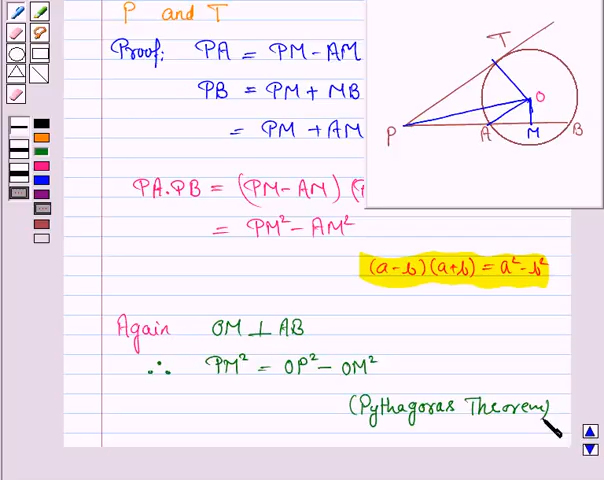 P and T
Proof: PA = PM - AM
PB = PM + MB
= PM + AM
PA.PB = (PM - AM) (
= PM² - AM²
(a-b)(a+b) = a² - b²
Again OM ⊥ AB
∴ PM² = OP² - OM²
(Pythagoras Theorem)
T
O
P
A
M
B